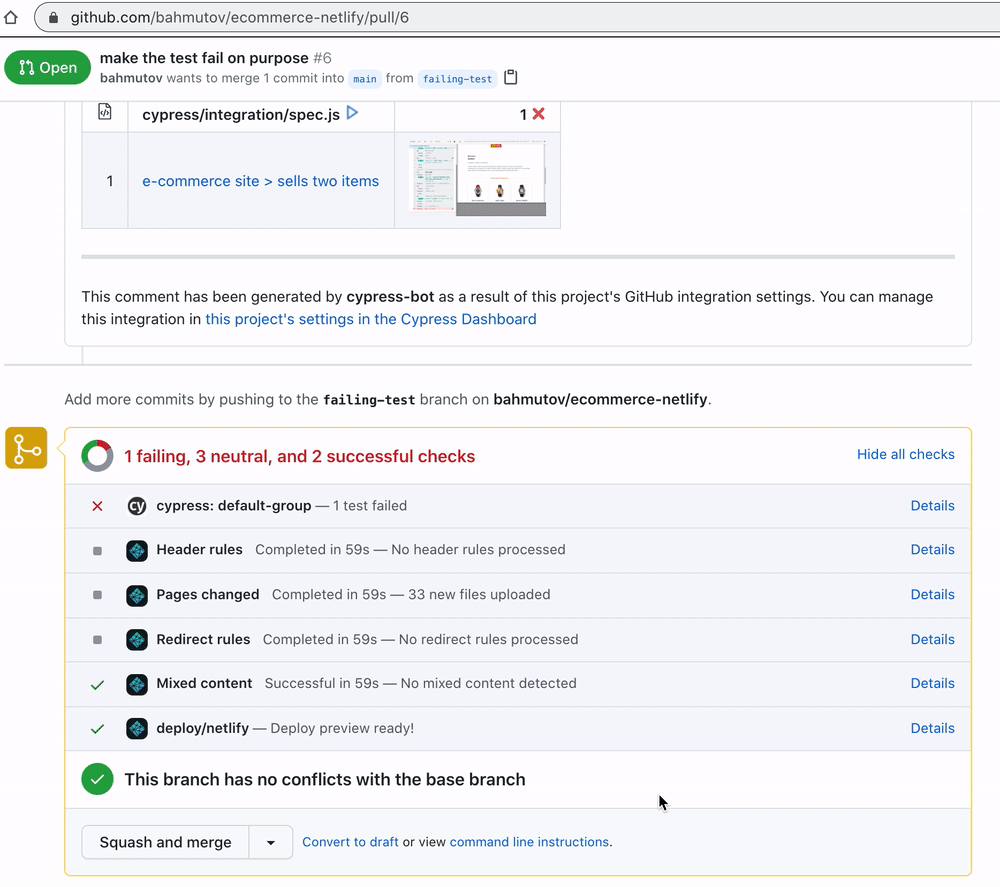 github.com/bahmutov/ecommerce-netlify/pull/6
Open
make the test fail on purpose #6
bahmutov wants to merge 1 commit into main from failing-test
cypress/integration/spec.js
1
1
e-commerce site > sells two items
This comment has been generated by cypress-bot as a result of this project's GitHub integration settings. You can manage
this integration in this project's settings in the Cypress Dashboard
Add more commits by pushing to the failing-test branch on bahmutov/ecommerce-netlify.
1 failing, 3 neutral, and 2 successful checks
Hide all checks
cy cypress: default-group — 1 test failed Details
Header rules Completed in 59s — No header rules processed Details
Pages changed Completed in 59s — 33 new files uploaded Details
Redirect rules Completed in 59s — No redirect rules processed Details
Mixed content Successful in 59s — No mixed content detected Details
deploy/netlify — Deploy preview ready! Details
This branch has no conflicts with the base branch
Squash and merge
Convert to draft or view command line instructions.